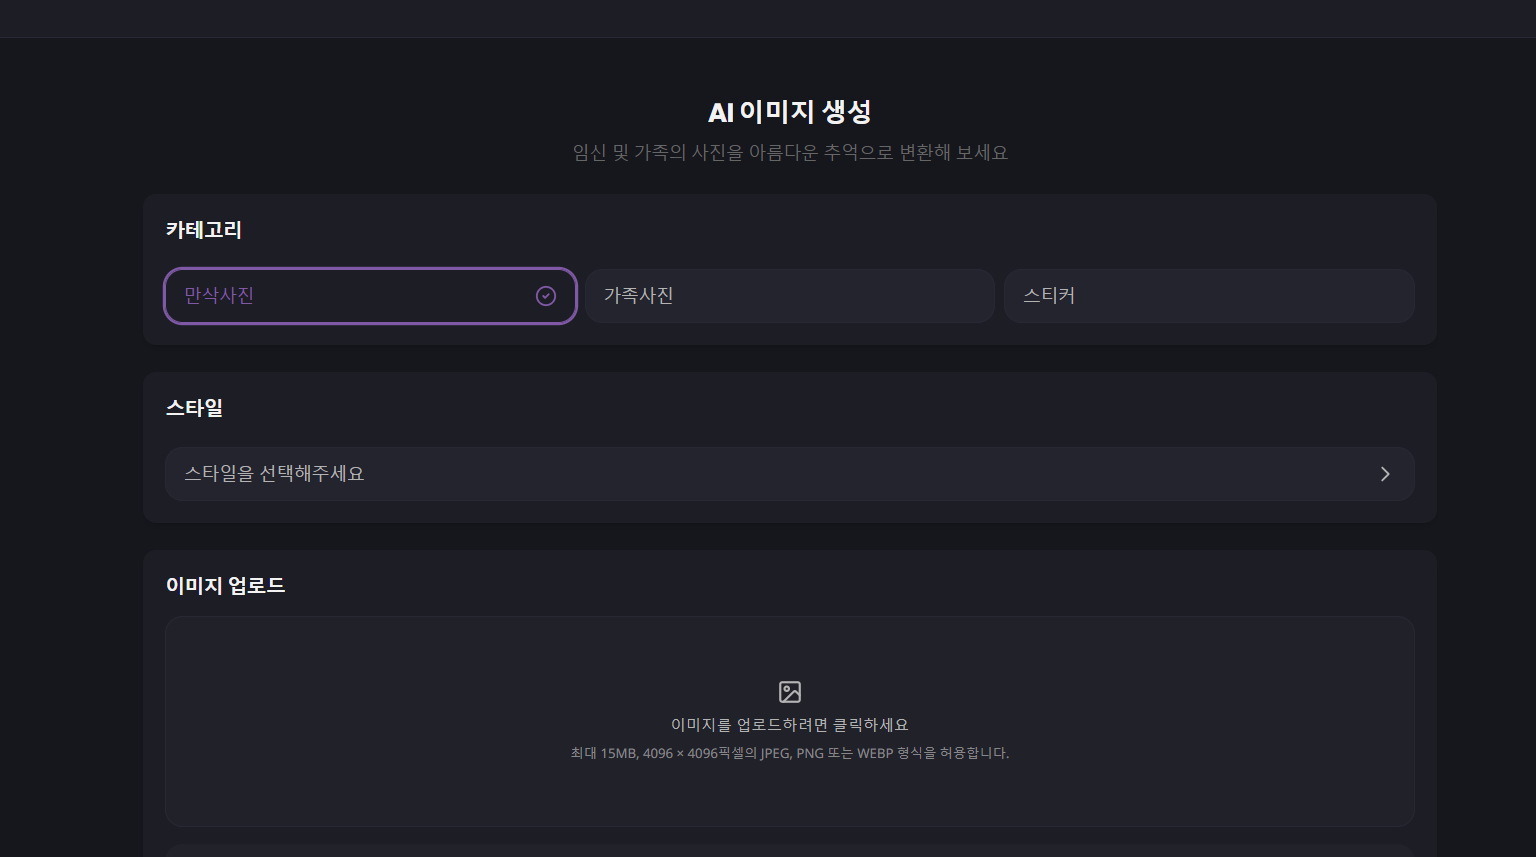 AI 이미지 생성
임신 및 가족의 사진을 아름다운 추억으로 변환해 보세요
카테고리
만삭사진
가족사진
스티커
스타일
스타일을 선택해주세요
이미지 업로드
이미지를 업로드하려면 클릭하세요
최대 15MB, 4096 × 4096픽셀의 JPEG, PNG 또는 WEBP 형식을 허용합니다.